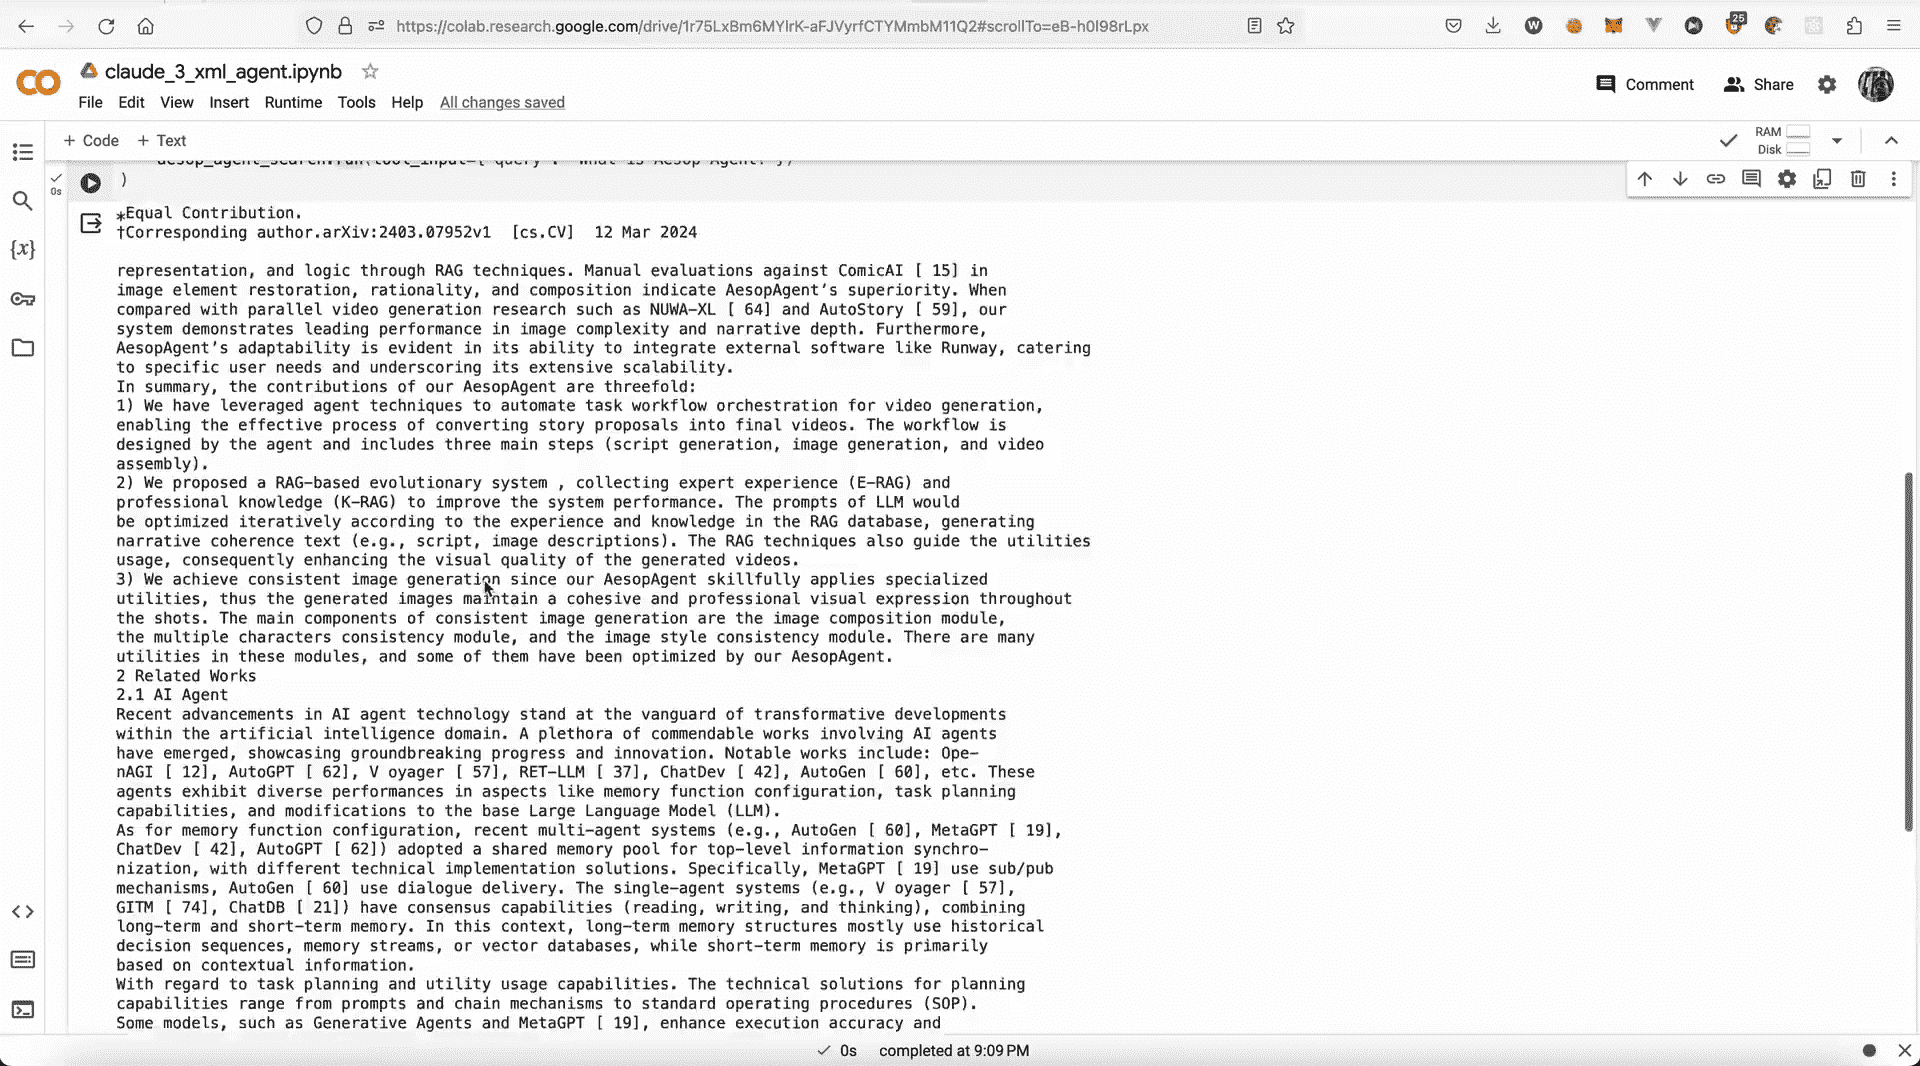 https://colab.research.google.com/drive/1r75LxBm6MYlrK-aFJVyrfCTYMmbM11Q2#scrollTo=eB-h0I98rLpx
25
claude_3_xml_agent.ipynb
Comment
Share
File Edit View Insert Runtime Tools Help All changes saved
+ Code + Text
RAM
Disk
aesop_agent_search.run(tool_input={"query": "What is Aesop Agent?"})
0s
)
*Equal Contribution.
†Corresponding author.arXiv:2403.07952v1 [cs.CV] 12 Mar 2024
representation, and logic through RAG techniques. Manual evaluations against ComicAI [ 15] in
image element restoration, rationality, and composition indicate AesopAgent’s superiority. When
compared with parallel video generation research such as NUWA-XL [ 64] and AutoStory [ 59], our
system demonstrates leading performance in image complexity and narrative depth. Furthermore,
AesopAgent’s adaptability is evident in its ability to integrate external software like Runway, catering
to specific user needs and underscoring its extensive scalability.
In summary, the contributions of our AesopAgent are threefold:
1) We have leveraged agent techniques to automate task workflow orchestration for video generation,
enabling the effective process of converting story proposals into final videos. The workflow is
designed by the agent and includes three main steps (script generation, image generation, and video
assembly).
2) We proposed a RAG-based evolutionary system , collecting expert experience (E-RAG) and
professional knowledge (K-RAG) to improve the system performance. The prompts of LLM would
be optimized iteratively according to the experience and knowledge in the RAG database, generating
narrative coherence text (e.g., script, image descriptions). The RAG techniques also guide the utilities
usage, consequently enhancing the visual quality of the generated videos.
3) We achieve consistent image generation since our AesopAgent skillfully applies specialized
utilities, thus the generated images maintain a cohesive and professional visual expression throughout
the shots. The main components of consistent image generation are the image composition module,
the multiple characters consistency module, and the image style consistency module. There are many
utilities in these modules, and some of them have been optimized by our AesopAgent.
2 Related Works
2.1 AI Agent
Recent advancements in AI agent technology stand at the vanguard of transformative developments
within the artificial intelligence domain. A plethora of commendable works involving AI agents
have emerged, showcasing groundbreaking progress and innovation. Notable works include: Ope-
nAGI [ 12], AutoGPT [ 62], V oyager [ 57], RET-LLM [ 37], ChatDev [ 42], AutoGen [ 60], etc. These
agents exhibit diverse performances in aspects like memory function configuration, task planning
capabilities, and modifications to the base Large Language Model (LLM).
As for memory function configuration, recent multi-agent systems (e.g., AutoGen [ 60], MetaGPT [ 19],
ChatDev [ 42], AutoGPT [ 62]) adopted a shared memory pool for top-level information synchro-
nization, with different technical implementation solutions. Specifically, MetaGPT [ 19] use sub/pub
mechanisms, AutoGen [ 60] use dialogue delivery. The single-agent systems (e.g., V oyager [ 57],
GITM [ 74], ChatDB [ 21]) have consensus capabilities (reading, writing, and thinking), combining
long-term and short-term memory. In this context, long-term memory structures mostly use historical
decision sequences, memory streams, or vector databases, while short-term memory is primarily
based on contextual information.
With regard to task planning and utility usage capabilities. The technical solutions for planning
capabilities range from prompts and chain mechanisms to standard operating procedures (SOP).
Some models, such as Generative Agents and MetaGPT [ 19], enhance execution accuracy and
0s completed at 9:09 PM